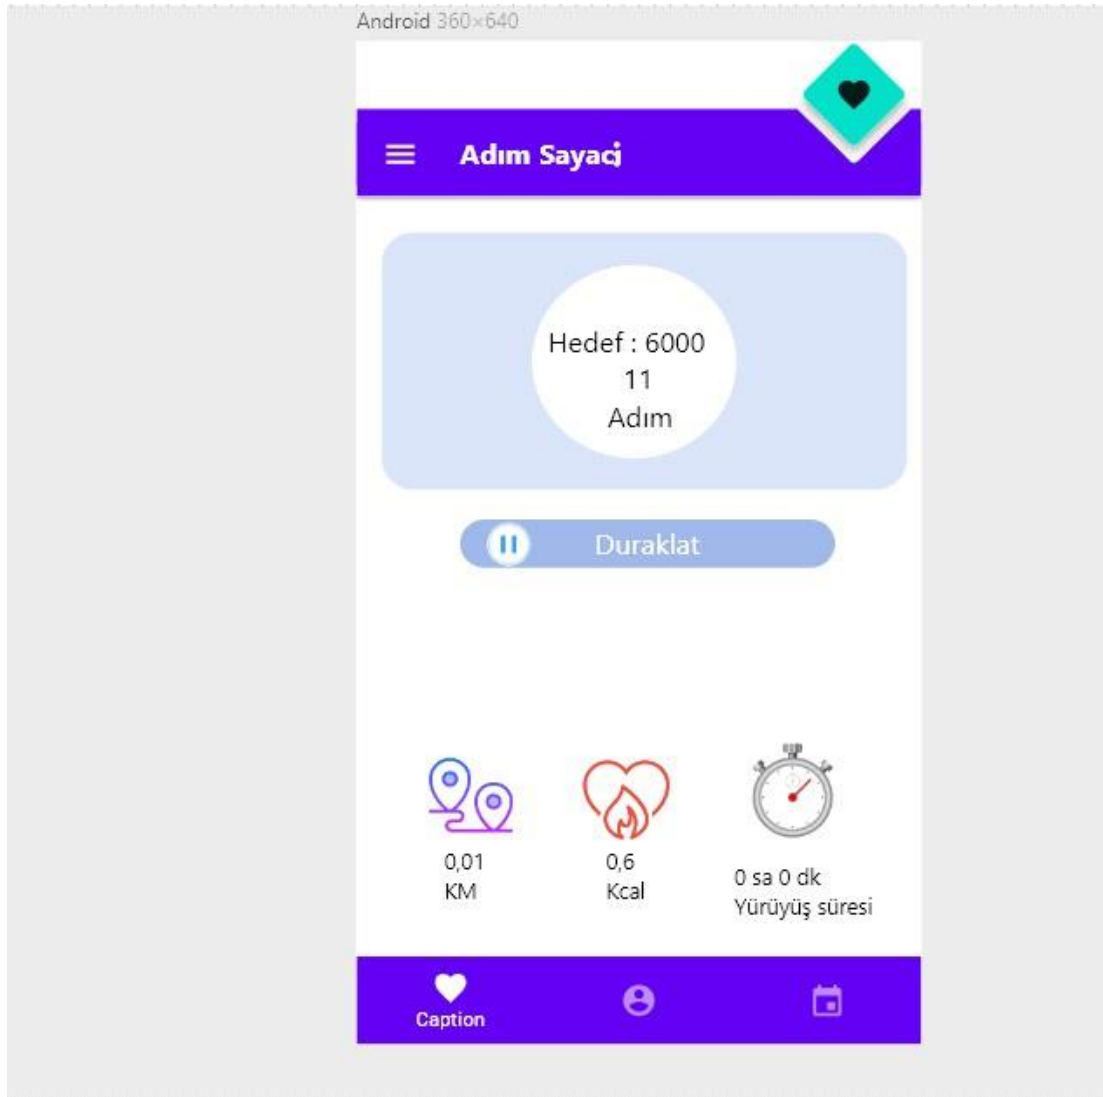 Android 360×640
Adım Sayacı
Hedef : 6000
11
Adım
Duraklat
0,01
KM
0,6
Kcal
0 sa 0 dk
Yürüyüş süresi
Caption